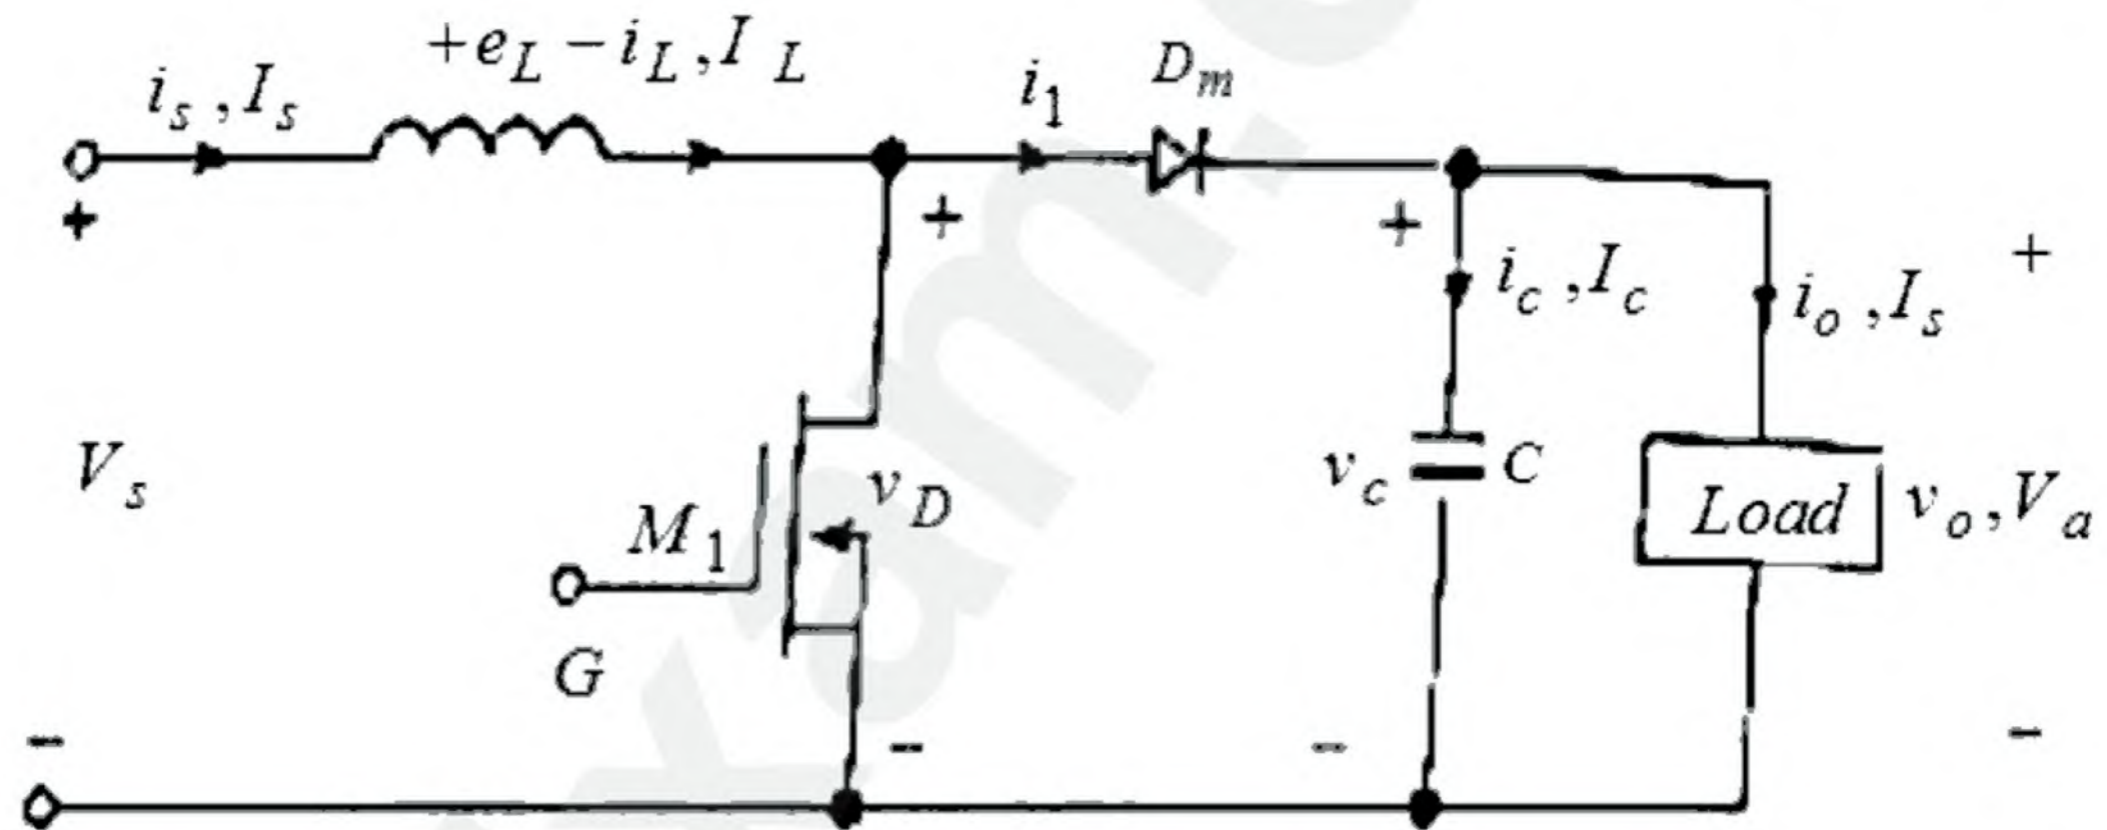 +e_L − i_L, I_L
i_s, I_s
i_1
D_m
+
+
+
+
i_c, I_c
i_o, I_s
V_s
M_1
v_D
v_c
C
Load
v_o, V_a
G
−
−
−
−